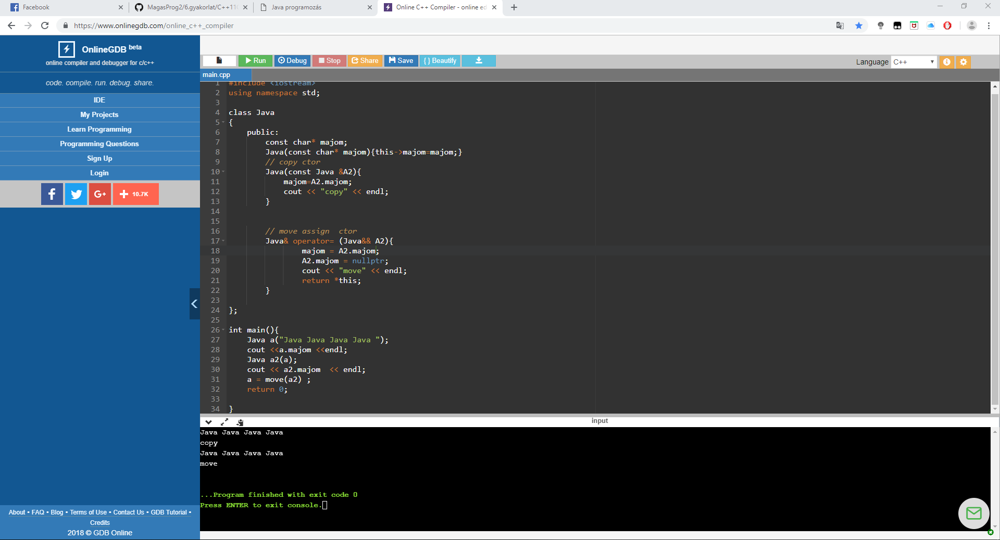 Facebook
MagasProg2/6.gyakorlat/C++11
Java programozás
Online C++ Compiler - online ed
https://www.onlinegdb.com/online_c++_compiler
OnlineGDB beta
online compiler and debugger for c/c++
code. compile. run. debug. share.
IDE
My Projects
Learn Programming
Programming Questions
Sign Up
Login
f G+ + 10.7K
Run Debug Stop Share Save { } Beautify
Language C++
main.cpp
1 #include <iostream>
2 using namespace std;
3
4 class Java
5 {
6     public:
7         const char* majom;
8         Java(const char* majom){this->majom=majom;}
9         // copy ctor
10         Java(const Java &A2){
11             majom=A2.majom;
12             cout << "copy" << endl;
13         }
14
15
16         // move assign  ctor
17         Java& operator= (Java&& A2){
18                 majom = A2.majom;
19                 A2.majom = nullptr;
20                 cout << "move" << endl;
21                 return *this;
22         }
23
24 };
25
26 int main(){
27     Java a("Java Java Java Java ");
28     cout <<a.majom <<endl;
29     Java a2(a);
30     cout << a2.majom  << endl;
31     a = move(a2) ;
32     return 0;
33
34 }
input
Java Java Java Java
copy
Java Java Java Java
move
...Program finished with exit code 0
Press ENTER to exit console.
About • FAQ • Blog • Terms of Use • Contact Us • GDB Tutorial •
Credits
2018 © GDB Online